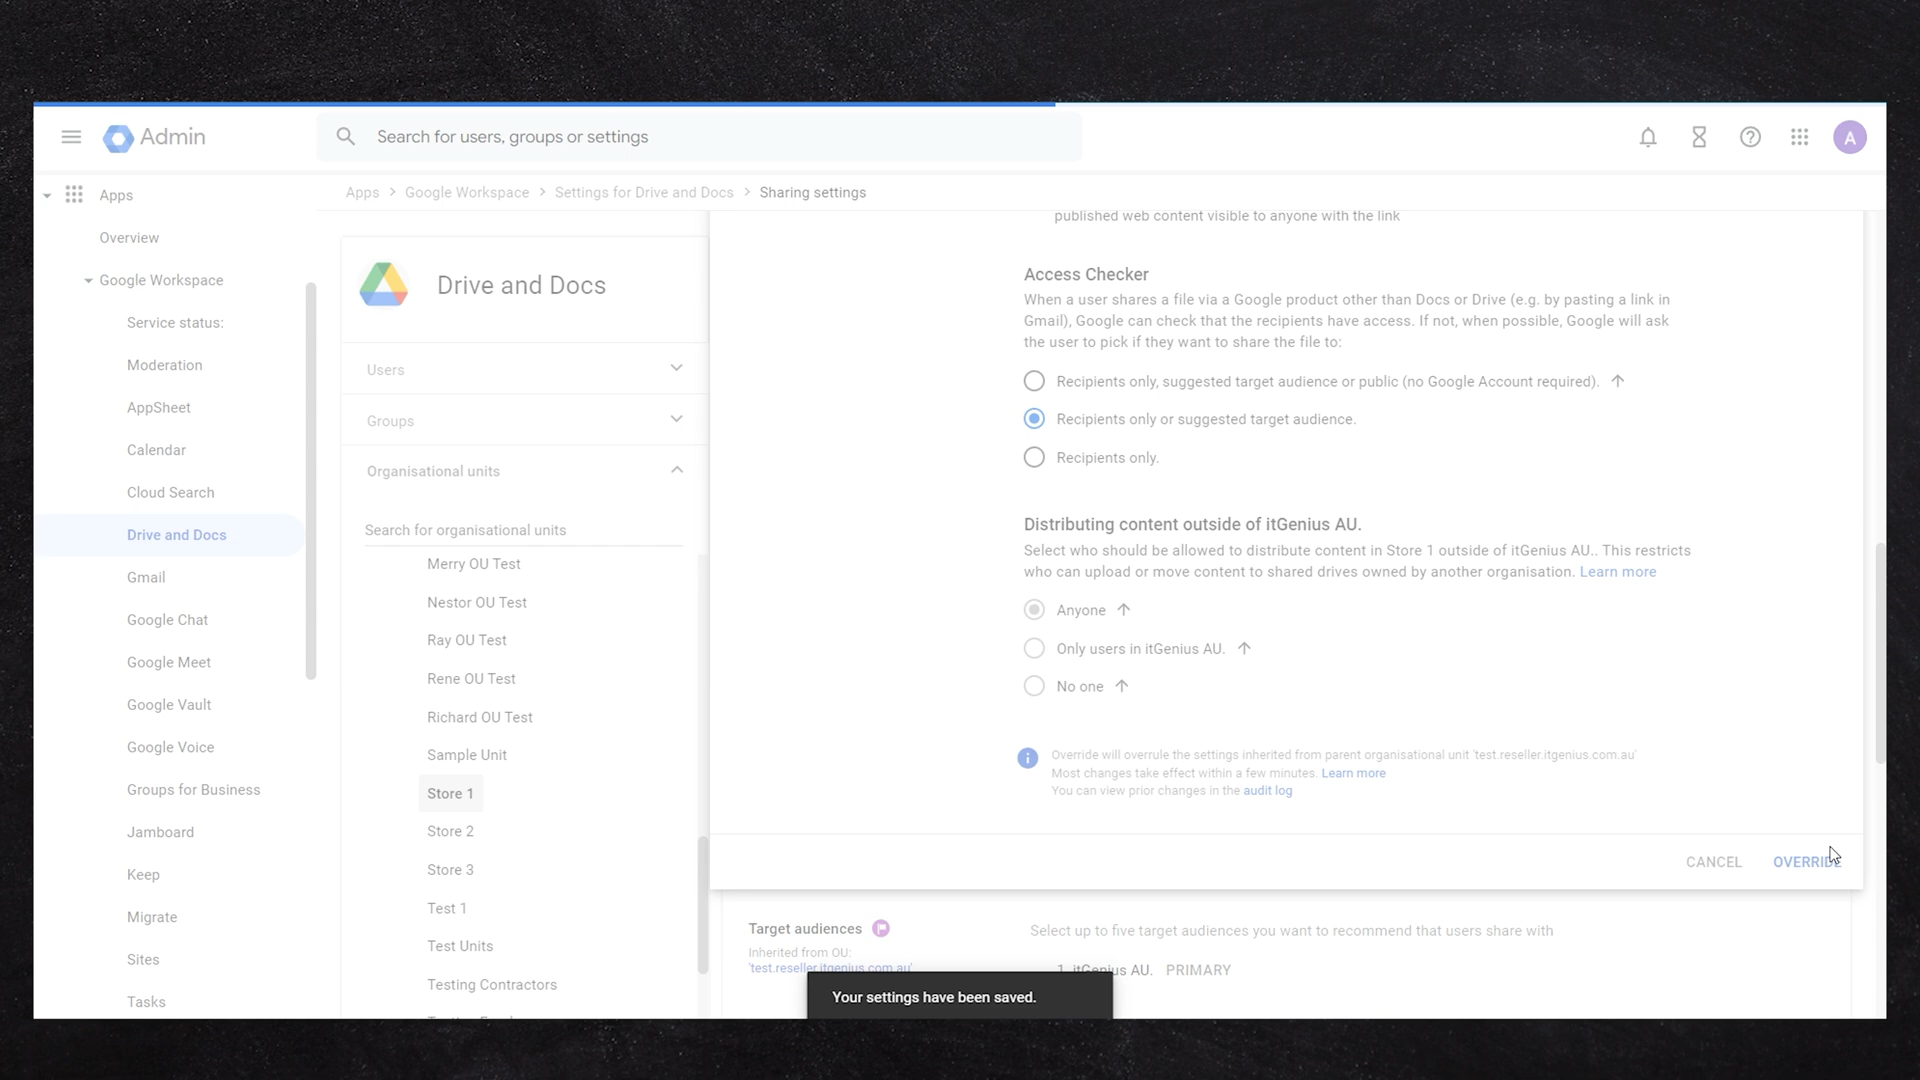 Admin
Search for users, groups or settings
A
Apps
Overview
Google Workspace
Service status:
Moderation
AppSheet
Calendar
Cloud Search
Drive and Docs
Gmail
Google Chat
Google Meet
Google Vault
Google Voice
Groups for Business
Jamboard
Keep
Migrate
Sites
Tasks
Apps > Google Workspace > Settings for Drive and Docs > Sharing settings
Drive and Docs
Users
Groups
Organisational units
Search for organisational units
Merry OU Test
Nestor OU Test
Ray OU Test
Rene OU Test
Richard OU Test
Sample Unit
Store 1
Store 2
Store 3
Test 1
Test Units
Testing Contractors
published web content visible to anyone with the link
Access Checker
When a user shares a file via a Google product other than Docs or Drive (e.g. by pasting a link in
Gmail), Google can check that the recipients have access. If not, when possible, Google will ask
the user to pick if they want to share the file to:
Recipients only, suggested target audience or public (no Google Account required).
Recipients only or suggested target audience.
Recipients only.
Distributing content outside of itGenius AU.
Select who should be allowed to distribute content in Store 1 outside of itGenius AU.. This restricts
who can upload or move content to shared drives owned by another organisation. Learn more
Anyone
Only users in itGenius AU.
No one
Override will overrule the settings inherited from parent organisational unit 'test.reseller.itgenius.com.au'
Most changes take effect within a few minutes. Learn more
You can view prior changes in the audit log
CANCEL
OVERRIDE
Target audiences
Inherited from OU:
'test.reseller.itgenius.com.au'
Select up to five target audiences you want to recommend that users share with
1. itGenius AU. PRIMARY
Your settings have been saved.